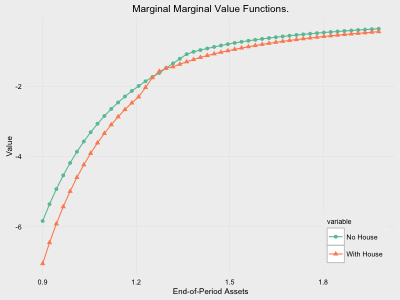 Marginal Marginal Value Functions.
Value
-2
-4
-6
0.9
1.2
1.5
1.8
End-of-Period Assets
variable
No House
With House